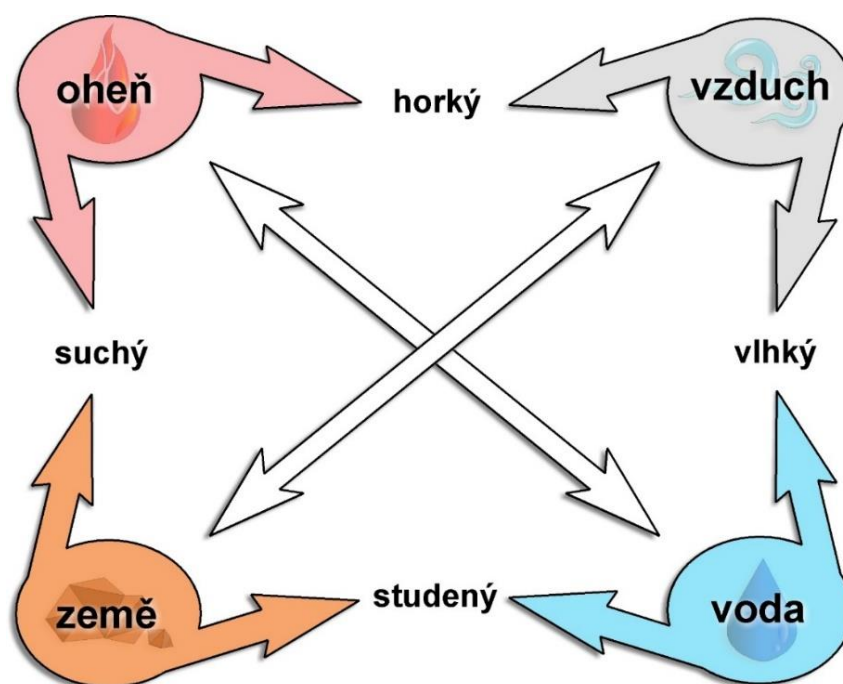 oheň
vzduch
horký
suchý
vlhký
země
studený
voda